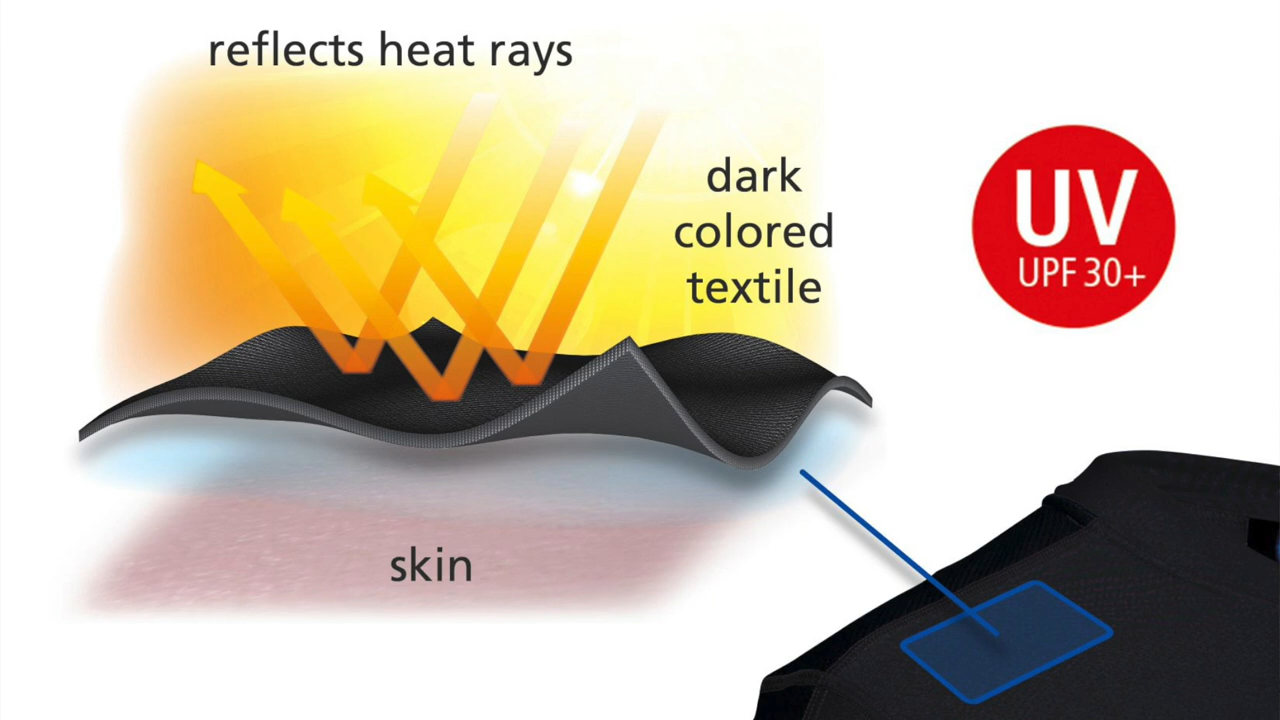 reflects heat rays
dark
colored
textile
UV
UPF 30+
skin